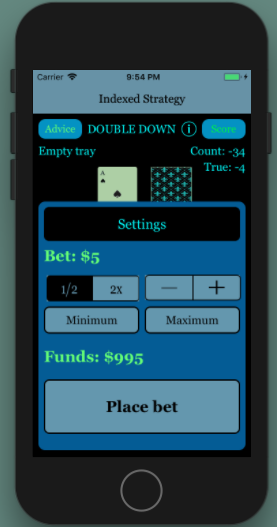 Carrier 9:54 PM
Indexed Strategy
Advice DOUBLE DOWN i Score
Empty tray Count: -34
True: -4
A
Settings
Bet: $5
1/2 2x — +
Minimum Maximum
Funds: $995
Place bet